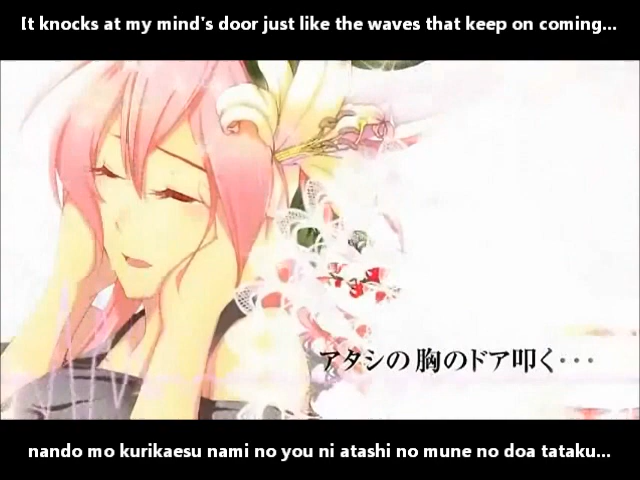 It knocks at my mind's door just like the waves that keep on coming...
アタシの胸のドア叩く・・・
nando mo kurikaesu nami no you ni atashi no mune no doa tataku...